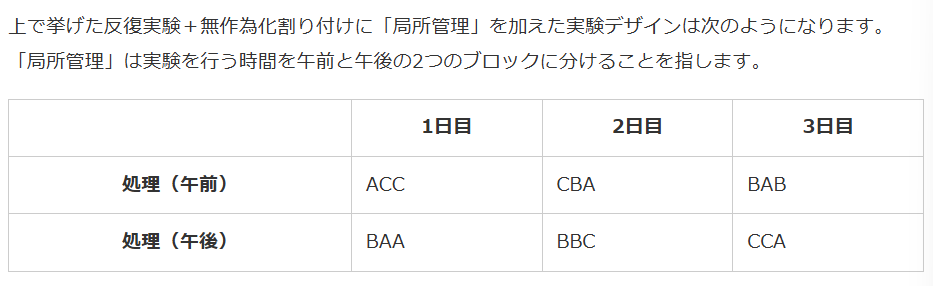 上で挙げた反復実験＋無作為化割り付けに「局所管理」を加えた実験デザインは次のようになります。
「局所管理」は実験を行う時間を午前と午後の2つのブロックに分けることを指します。
1日目 2日目 3日目
処理（午前） ACC CBA BAB
処理（午後） BAA BBC CCA